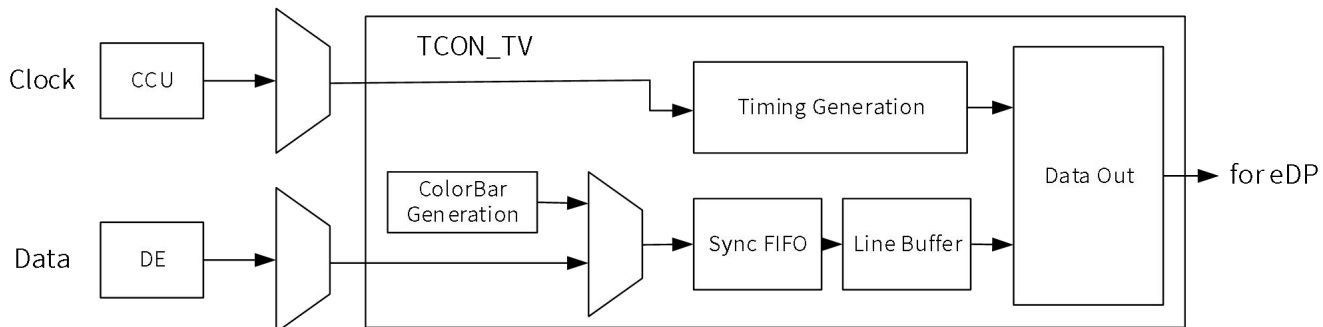 TCON_TV
Clock
CCU
Timing Generation
ColorBar
Generation
Data Out
for eDP
Data
DE
Sync FIFO
Line Buffer